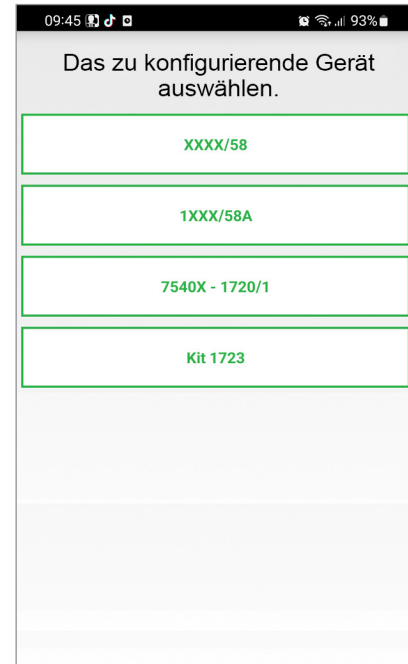 09:45 93%
Das zu konfigurierende Gerät
auswählen.
XXXX/58
1XXX/58A
7540X - 1720/1
Kit 1723